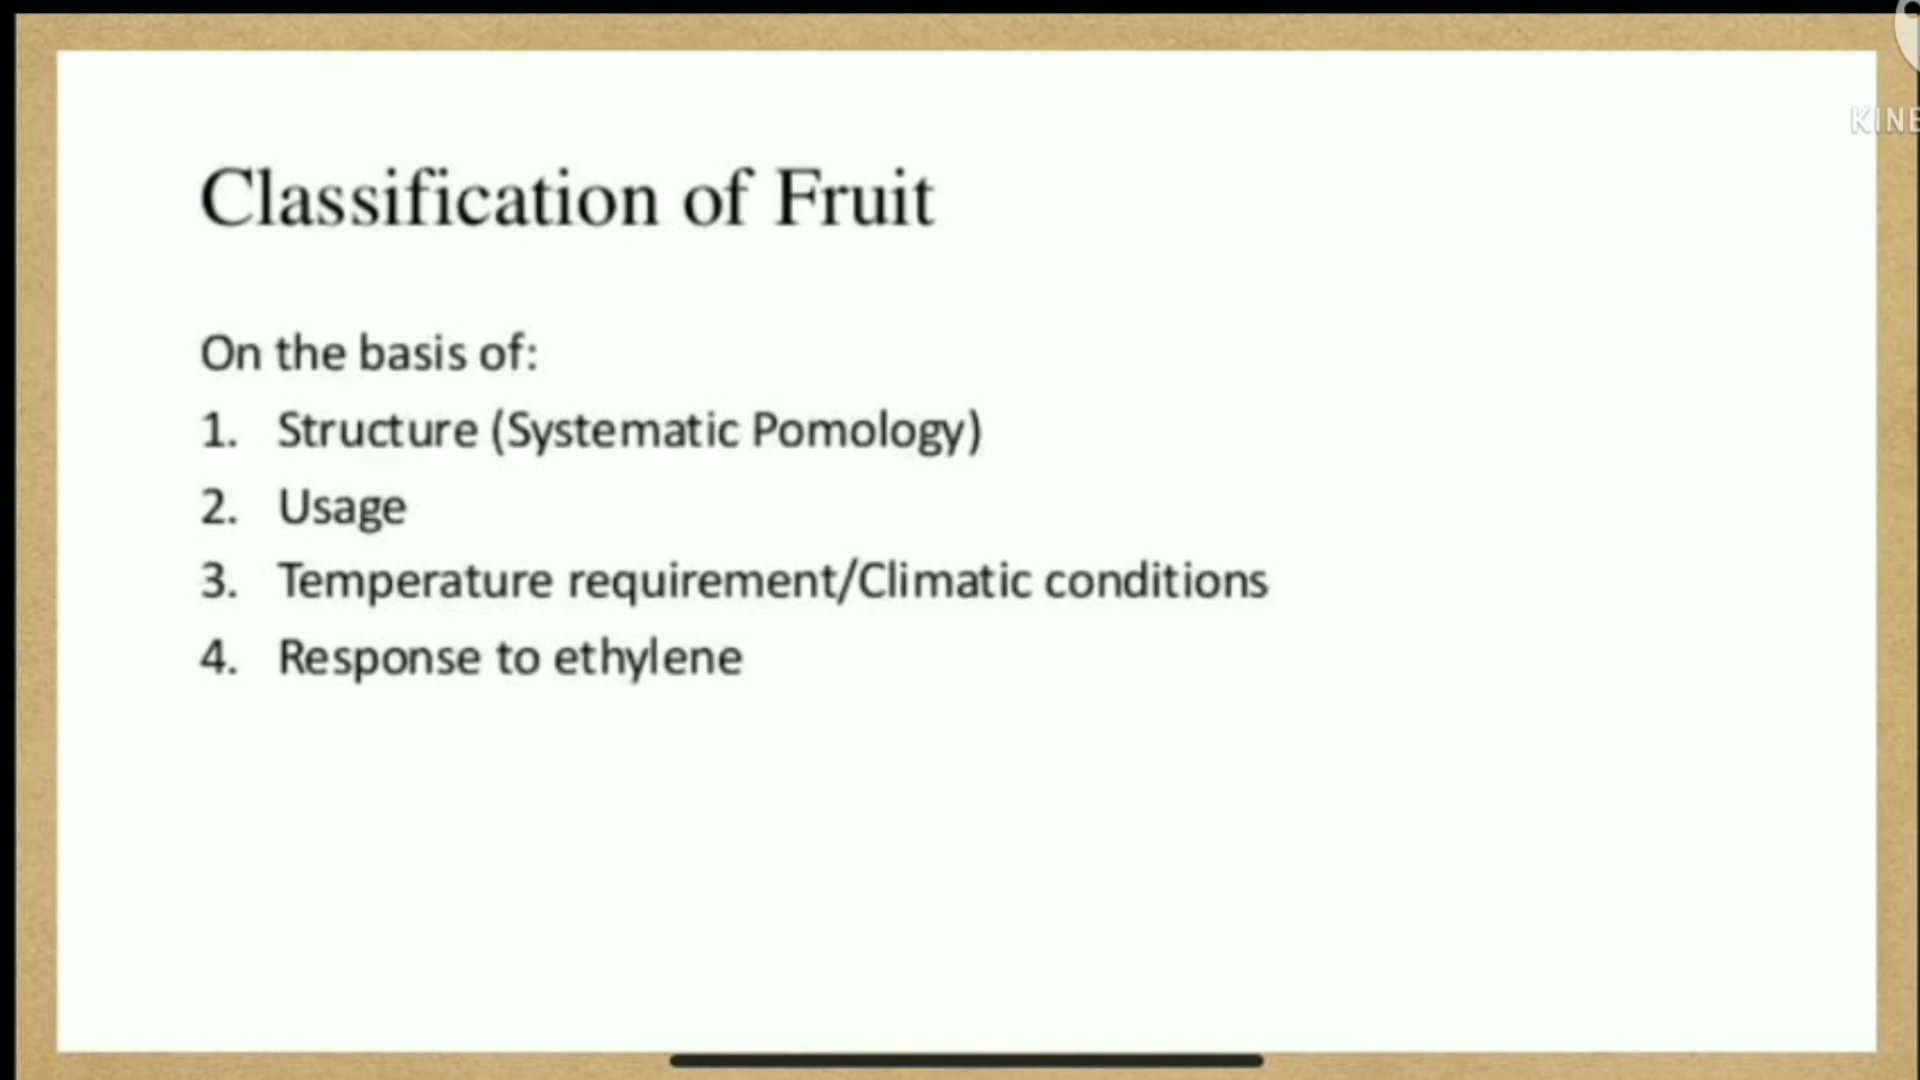 KINE
Classification of Fruit
On the basis of:
1. Structure (Systematic Pomology)
2. Usage
3. Temperature requirement/Climatic conditions
4. Response to ethylene